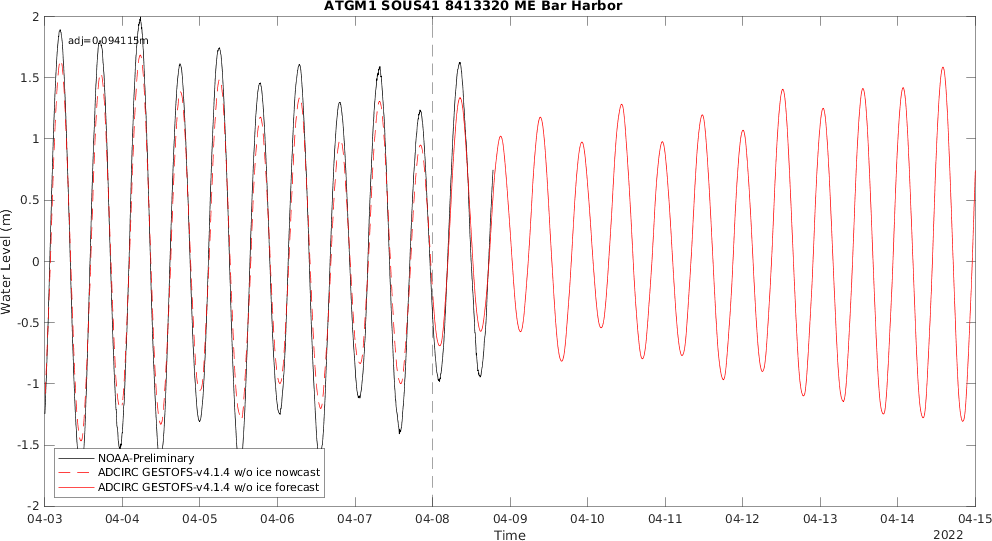 ATGM1 SOUS41 8413320 ME Bar Harbor
adj=0.094115m
2
1.5
1
0.5
0
-0.5
-1
-1.5
-2
Water Level (m)
NOAA-Preliminary
ADCIRC GESTOFS-v4.1.4 w/o ice nowcast
ADCIRC GESTOFS-v4.1.4 w/o ice forecast
04-03 04-04 04-05 04-06 04-07 04-08 04-09 04-10 04-11 04-12 04-13 04-14 04-15
Time
2022